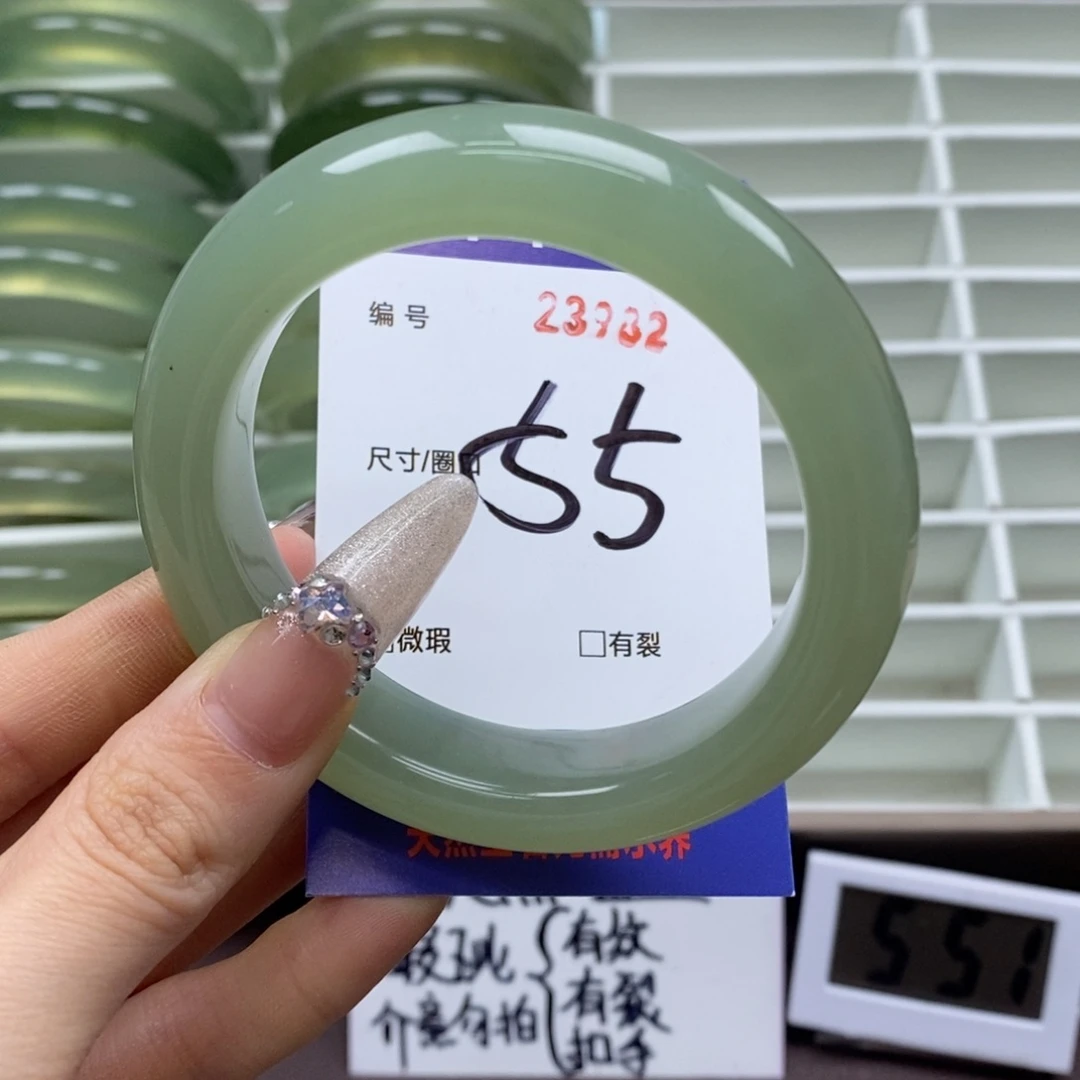 编号 23982
尺寸/圈口 55
微瑕 □有裂
介意勿拍
有纹
有裂
扣手
551